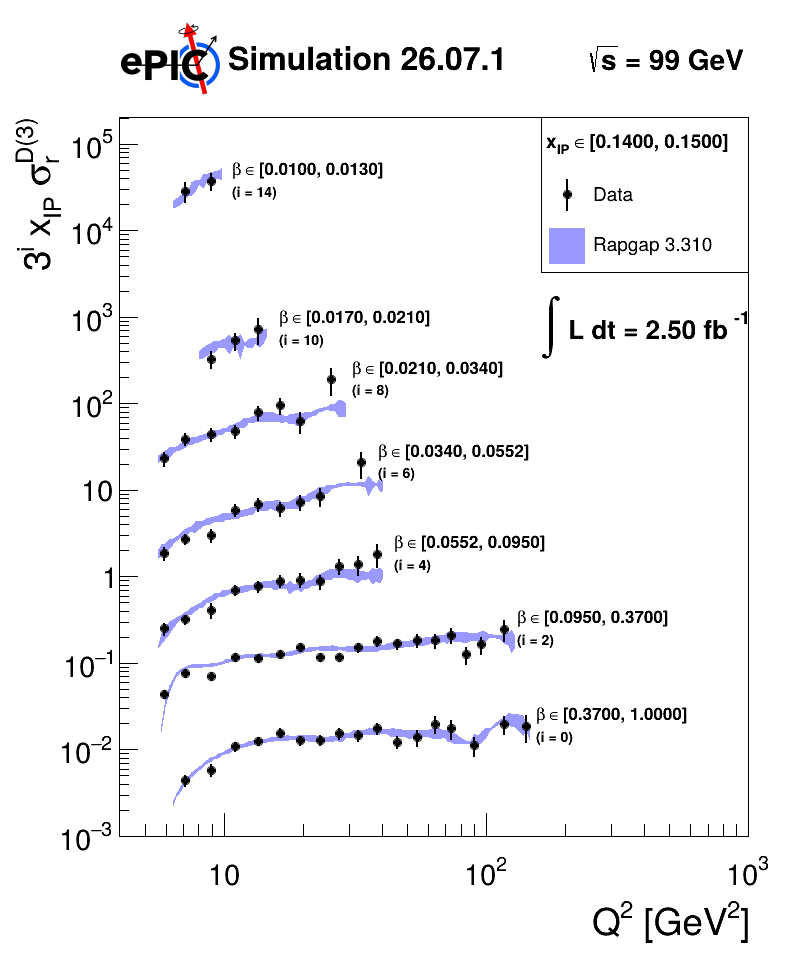 ePIC Simulation 26.07.1
√s = 99 GeV
3^i x_IP σ_r^D(3)
x_IP ∈ [0.1400, 0.1500]
Data
Rapgap 3.310
∫ L dt = 2.50 fb^-1
β ∈ [0.0100, 0.0130]
(i = 14)
β ∈ [0.0170, 0.0210]
(i = 10)
β ∈ [0.0210, 0.0340]
(i = 8)
β ∈ [0.0340, 0.0552]
(i = 6)
β ∈ [0.0552, 0.0950]
(i = 4)
β ∈ [0.0950, 0.3700]
(i = 2)
β ∈ [0.3700, 1.0000]
(i = 0)
10^5
10^4
10^3
10^2
10
1
10^−1
10^−2
10^−3
10
10^2
10^3
Q^2 [GeV^2]